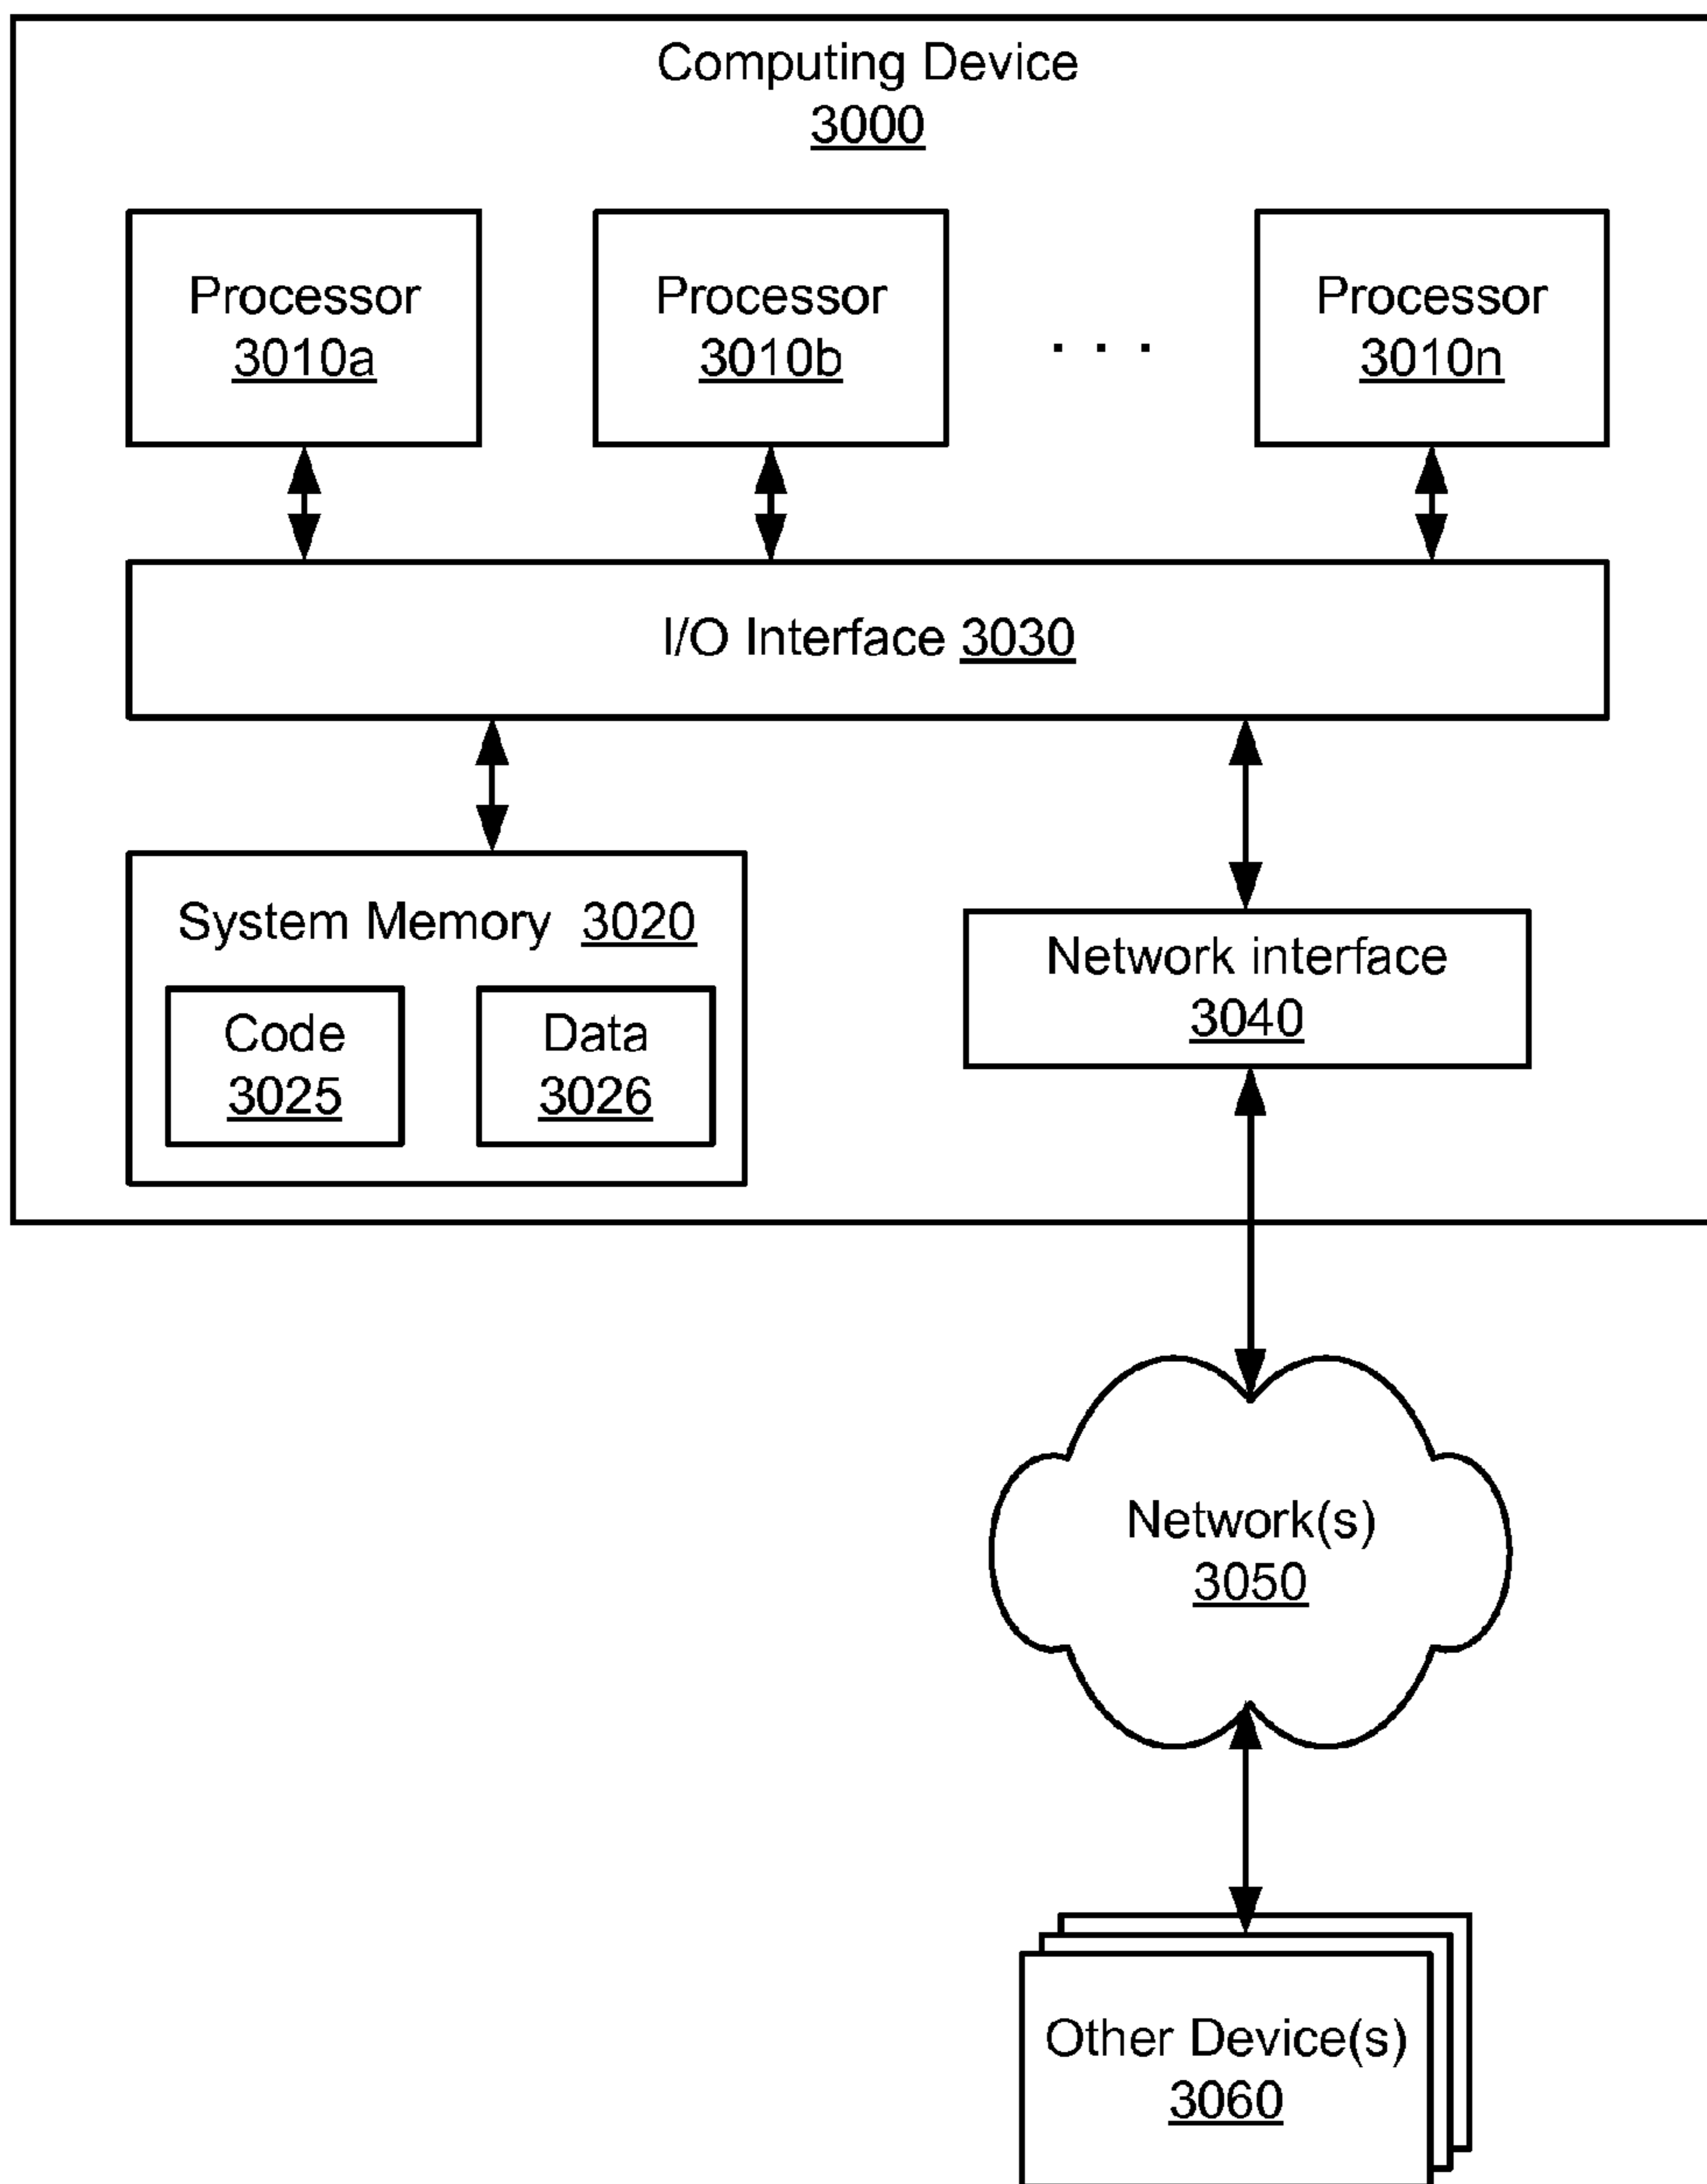 Computing Device
3000
Processor
3010a
Processor
3010b
. . .
Processor
3010n
I/O Interface 3030
System Memory 3020
Code
3025
Data
3026
Network interface
3040
Network(s)
3050
Other Device(s)
3060